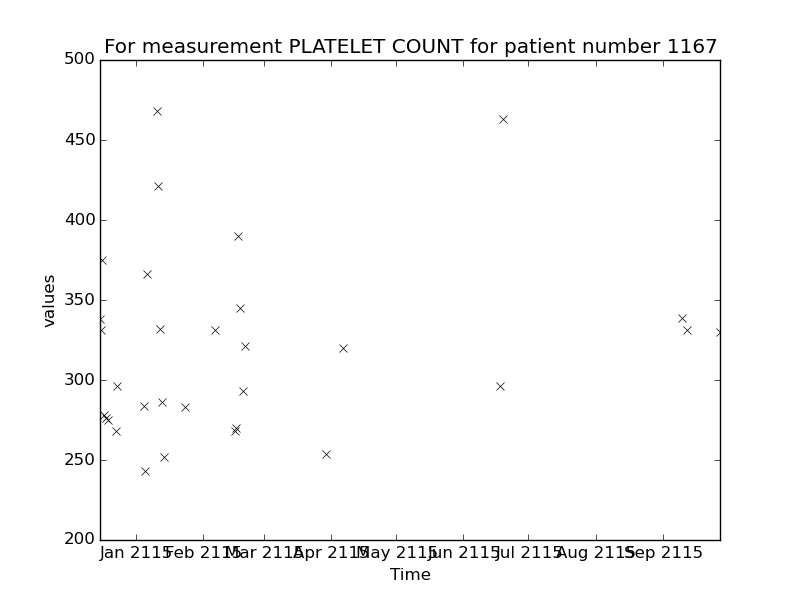 For measurement PLATELET COUNT for patient number 1167
500
450
400
350
300
250
200
values
Jan 2115 Feb 2115 Mar 2115 Apr 2115 May 2115 Jun 2115 Jul 2115 Aug 2115 Sep 2115
Time